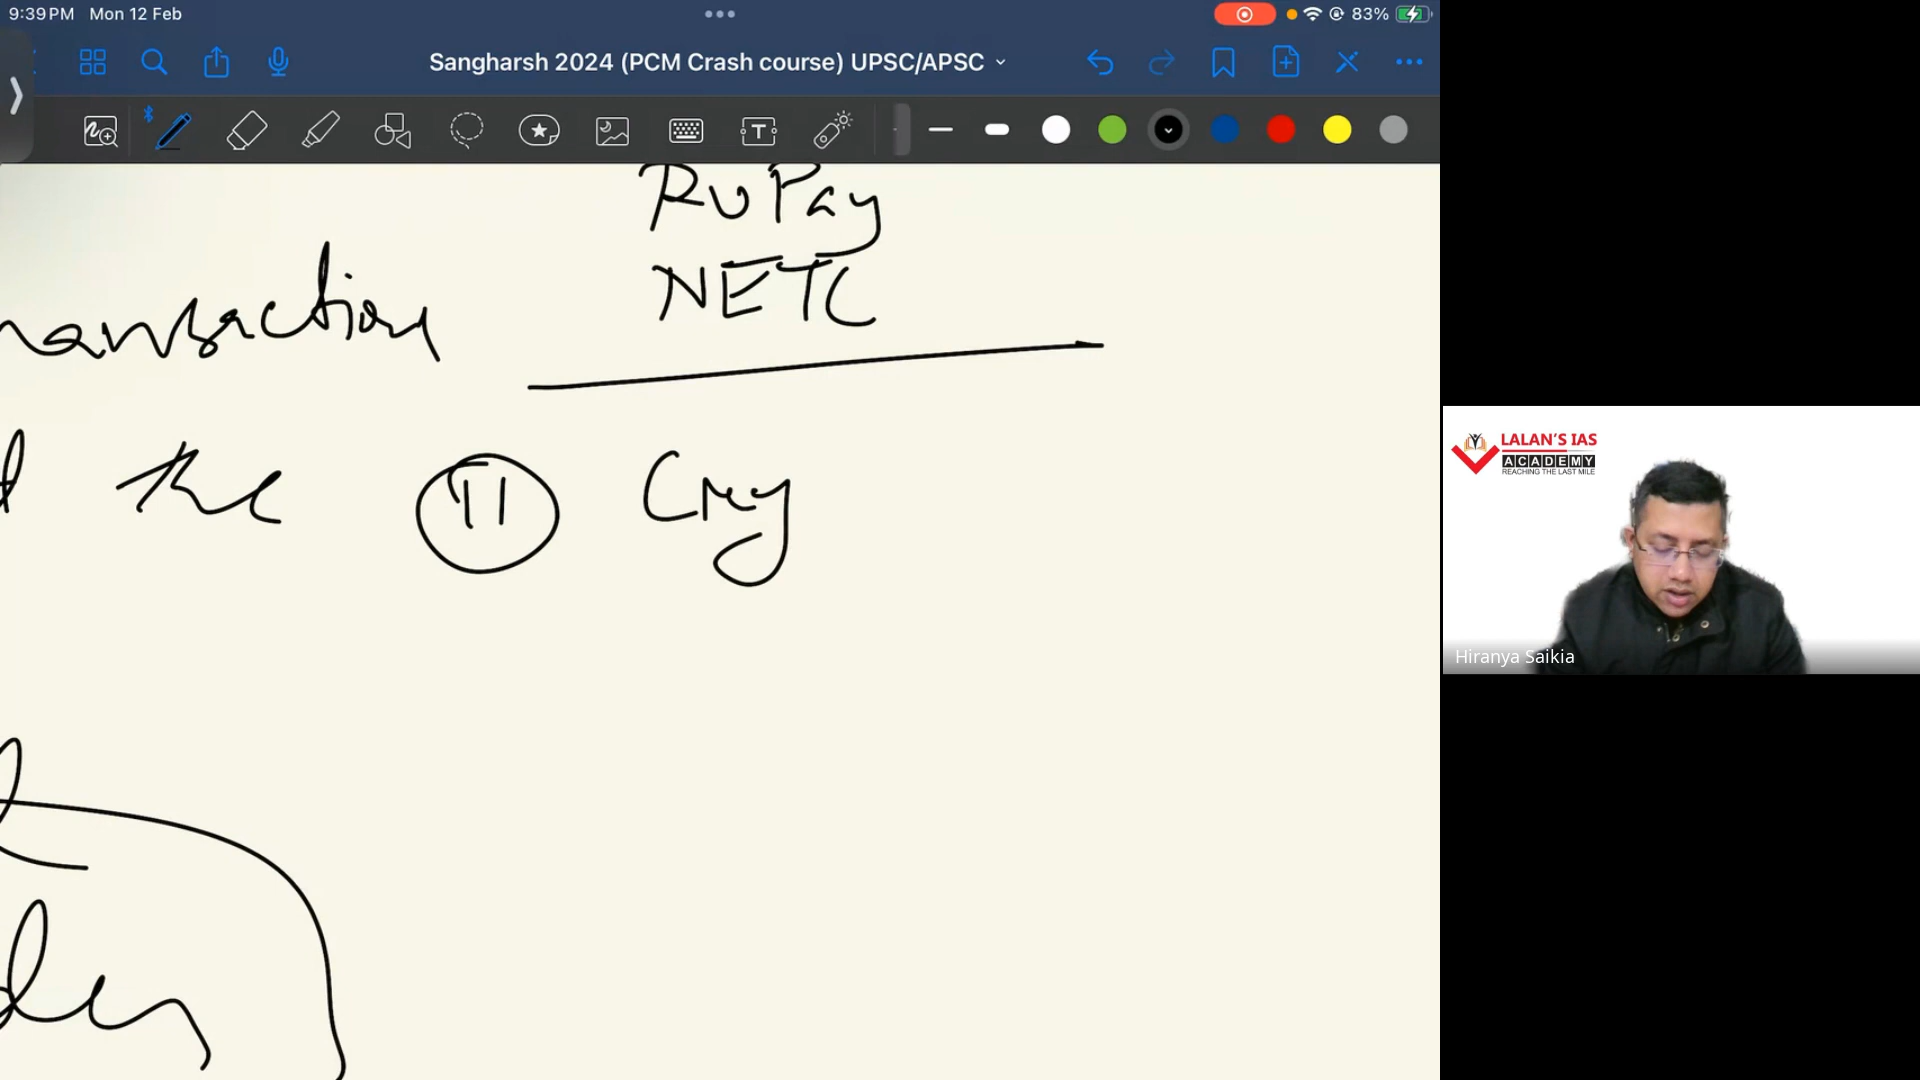 9:39 PM Mon 12 Feb 83%
Sangharsh 2024 (PCM Crash course) UPSC/APSC
T
RuPay
NETC
ransaction
the II Cry
LALAN'S IAS
ACADEMY
REACHING THE LAST MILE
Hiranya Saikia